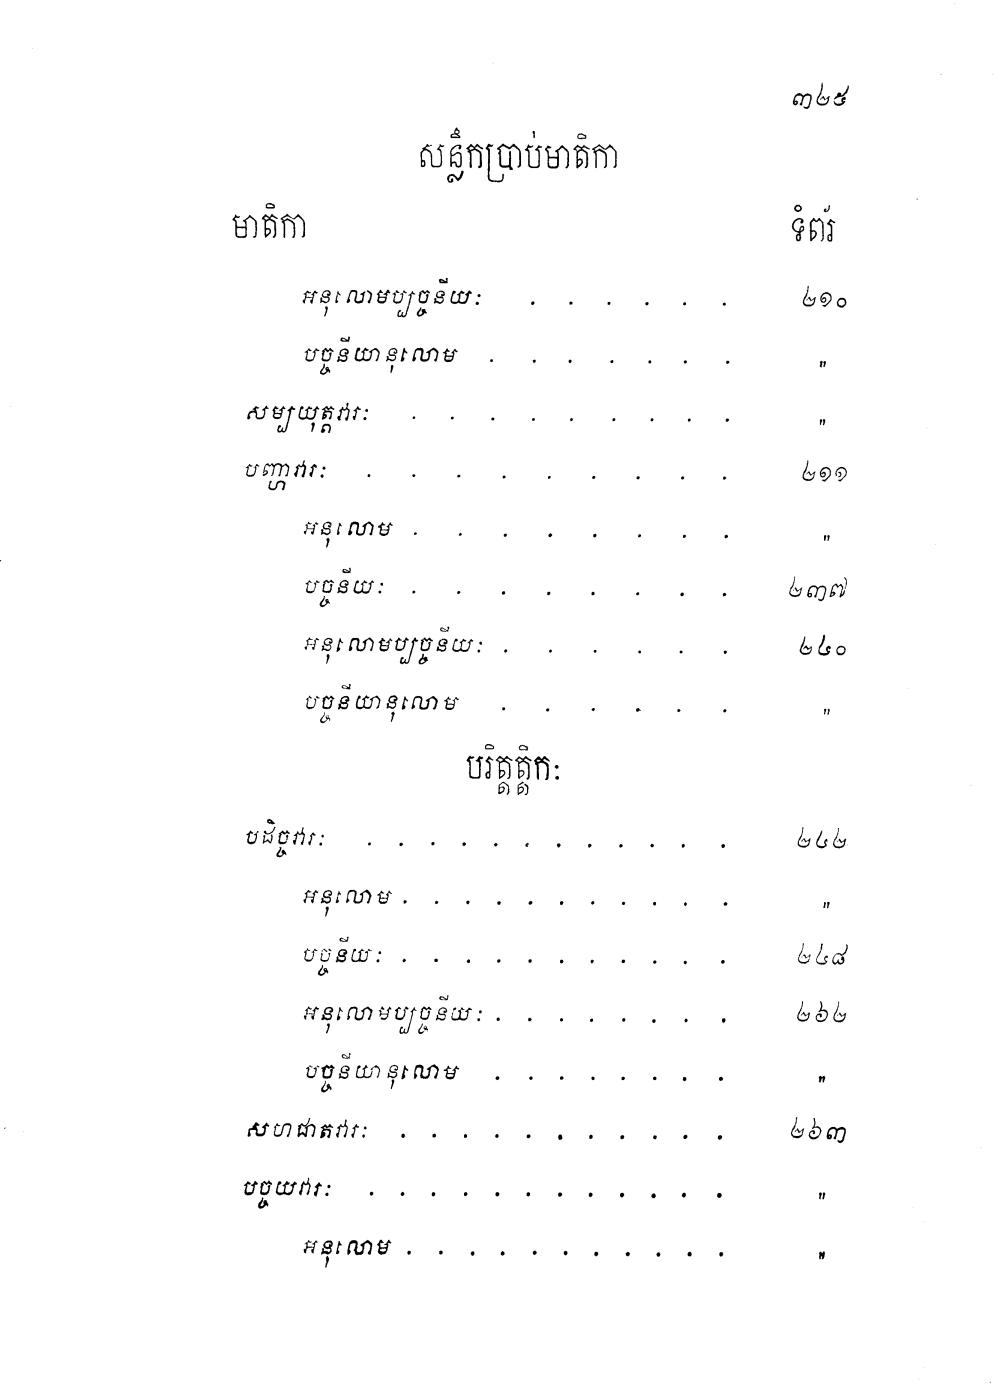 ៣២៥
សន្លឹកប្រាប់មាតិកា
មាតិកា ទំព័រ
អនុលោមប្បច្ចនីយៈ . . . . . . ២១០
បច្ចនីយានុលោម . . . . . . . "
សម្បយុត្តវារៈ . . . . . . . . . "
បញ្ហាវារៈ . . . . . . . . . ២១១
អនុលោម . . . . . . . . "
បច្ចនីយៈ . . . . . . . . ២៣៧
អនុលោមប្បច្ចនីយៈ . . . . . . ២៤០
បច្ចនីយានុលោម . . . . . . "
បរិត្តត្តិកៈ
បដិច្ចវារៈ . . . . . . . . . . . . ២៤២
អនុលោម . . . . . . . . . . . "
បច្ចនីយៈ . . . . . . . . . . . ២៤៨
អនុលោមប្បច្ចនីយៈ . . . . . . . . ២៦២
បច្ចនីយានុលោម . . . . . . . . "
សហជាតវារៈ . . . . . . . . . . . ២៦៣
បច្ចយវារៈ . . . . . . . . . . . . "
អនុលោម . . . . . . . . . . . "